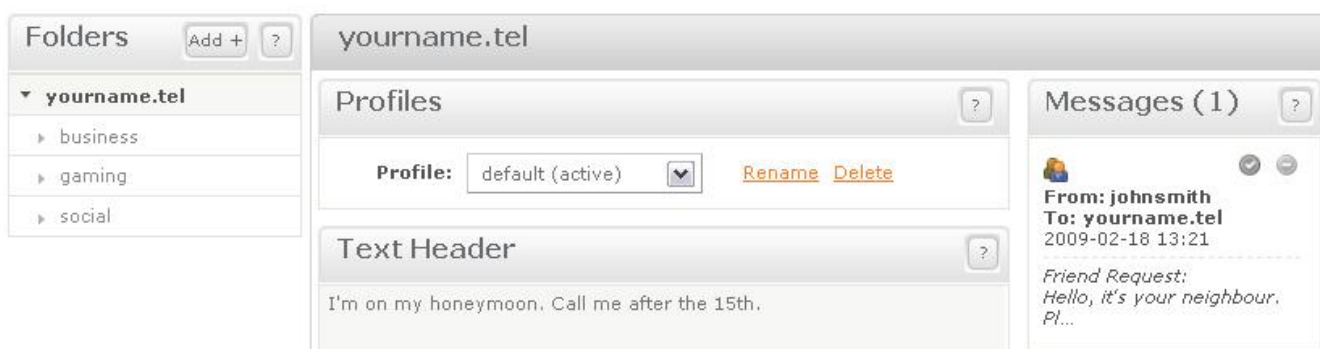 Folders
Add +
?
yourname.tel
business
gaming
social
yourname.tel
Profiles
?
Profile:
default (active)
Rename
Delete
Text Header
?
I'm on my honeymoon. Call me after the 15th.
Messages (1)
?
From: johnsmith
To: yourname.tel
2009-02-18 13:21
Friend Request:
Hello, it's your neighbour.
Pl...